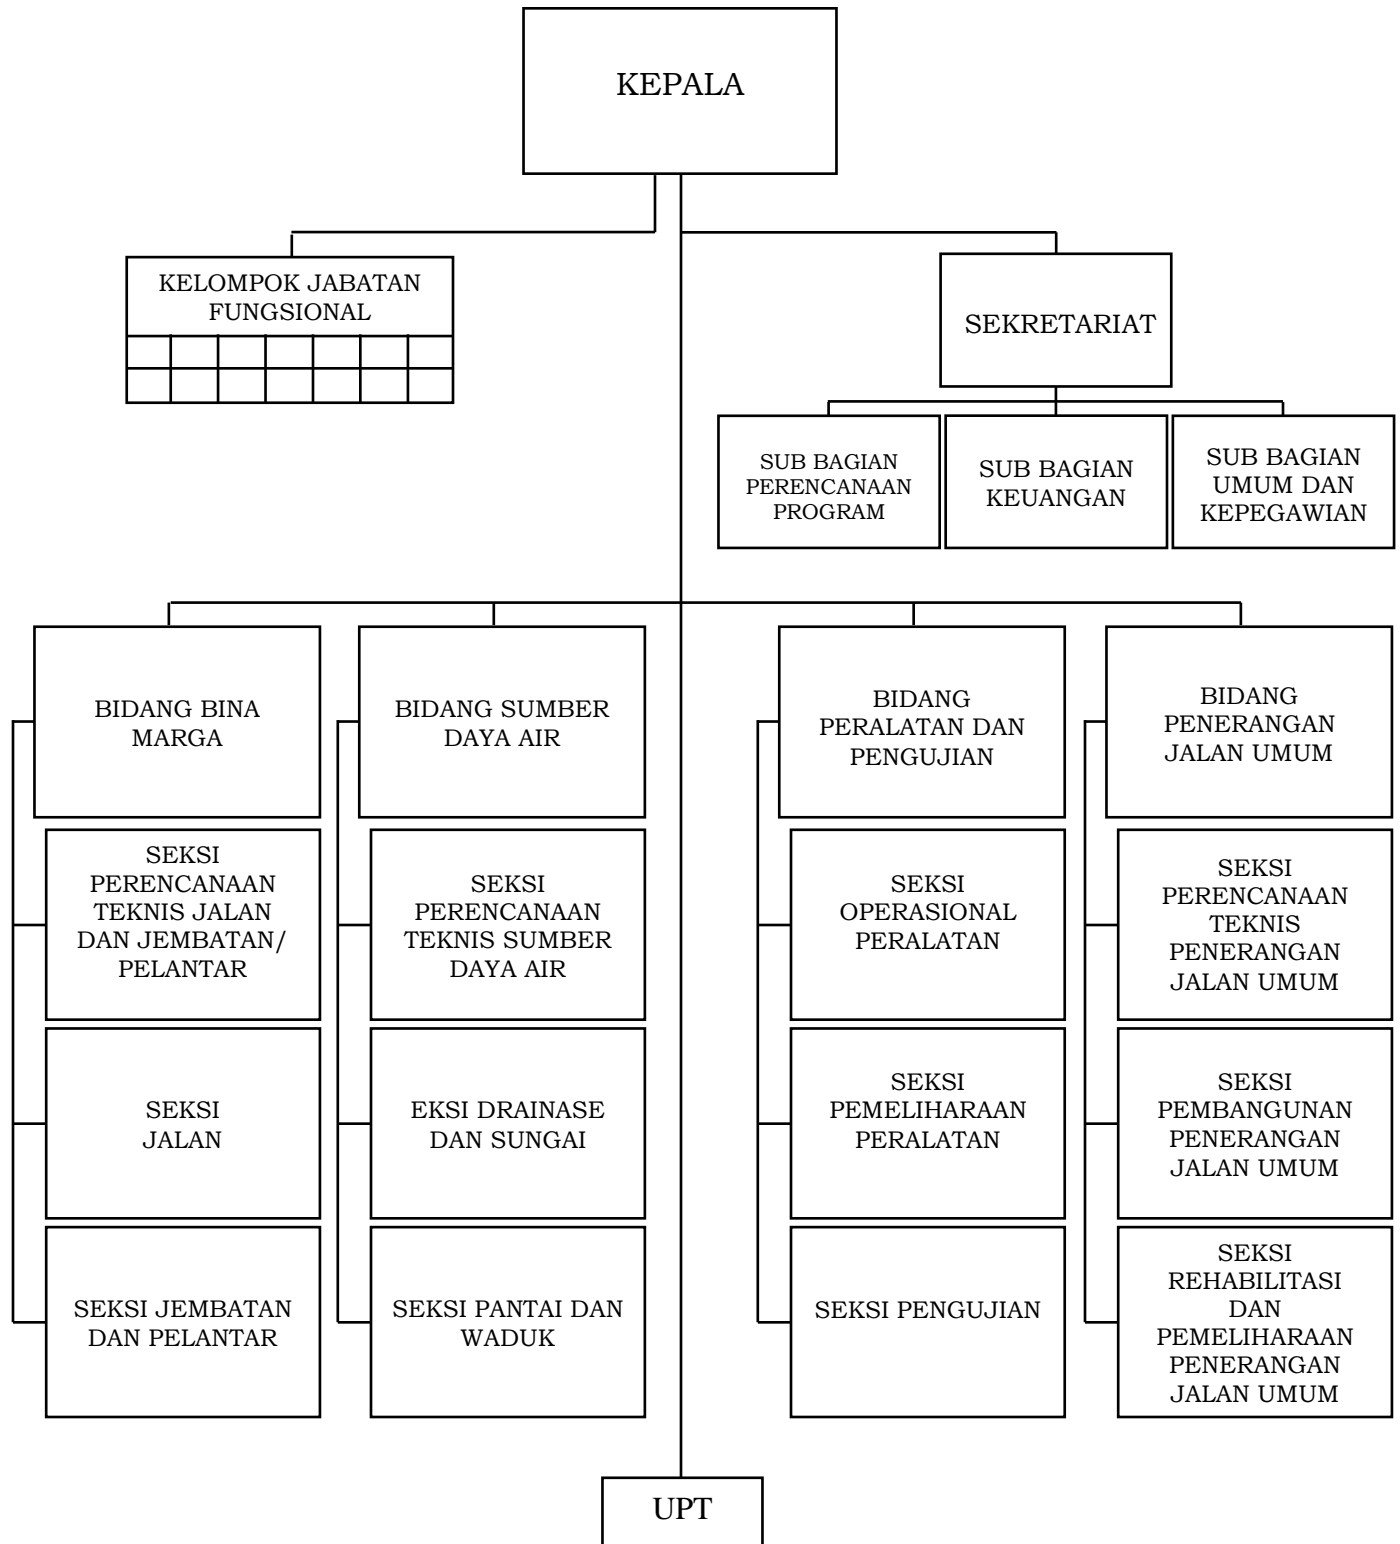 KEPALA
KELOMPOK JABATAN
FUNGSIONAL
SEKRETARIAT
SUB BAGIAN
PERENCANAAN
PROGRAM
SUB BAGIAN
KEUANGAN
SUB BAGIAN
UMUM DAN
KEPEGAWIAN
BIDANG BINA
MARGA
BIDANG SUMBER
DAYA AIR
BIDANG
PERALATAN DAN
PENGUJIAN
BIDANG
PENERANGAN
JALAN UMUM
SEKSI
PERENCANAAN
TEKNIS JALAN
DAN JEMBATAN/
PELANTAR
SEKSI
PERENCANAAN
TEKNIS SUMBER
DAYA AIR
SEKSI
OPERASIONAL
PERALATAN
SEKSI
PERENCANAAN
TEKNIS
PENERANGAN
JALAN UMUM
SEKSI
JALAN
EKSI DRAINASE
DAN SUNGAI
SEKSI
PEMELIHARAAN
PERALATAN
SEKSI
PEMBANGUNAN
PENERANGAN
JALAN UMUM
SEKSI JEMBATAN
DAN PELANTAR
SEKSI PANTAI DAN
WADUK
SEKSI PENGUJIAN
SEKSI
REHABILITASI
DAN
PEMELIHARAAN
PENERANGAN
JALAN UMUM
UPT